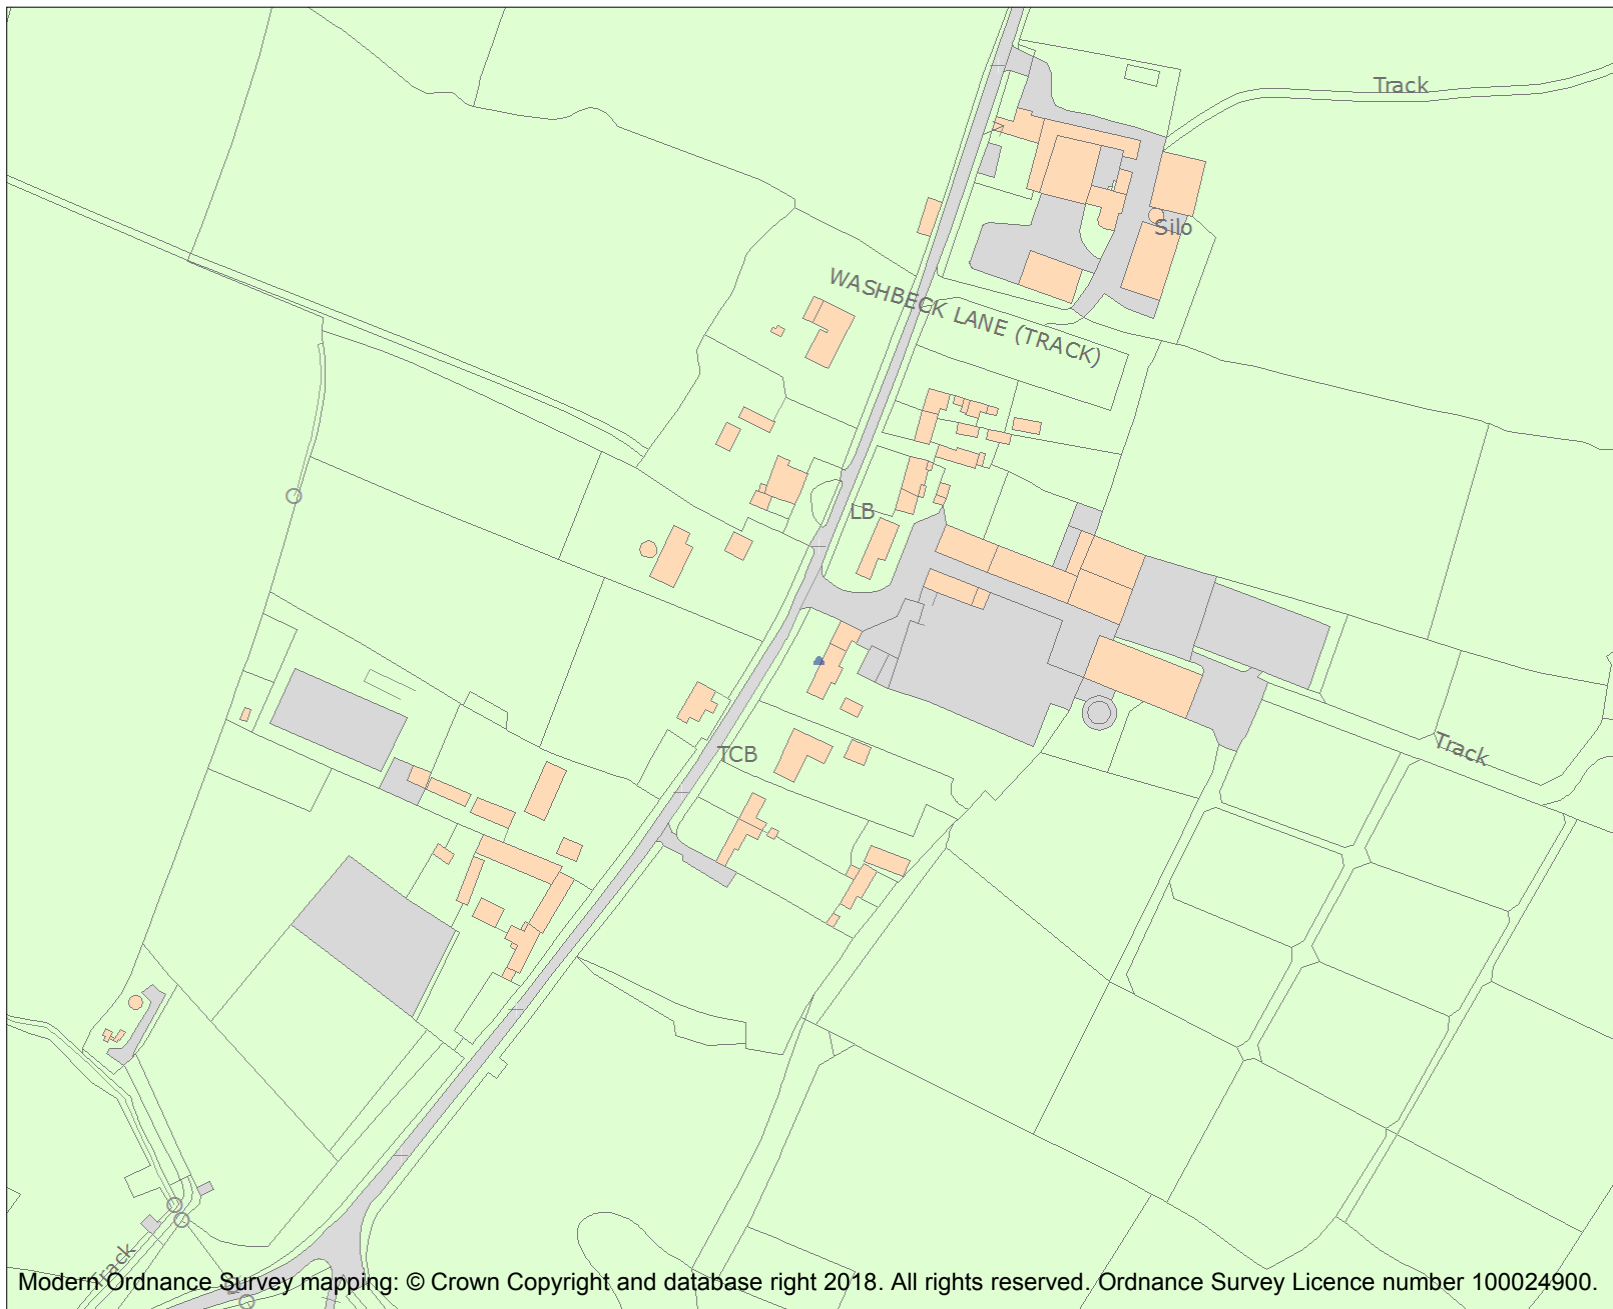 Track
Silo
WASHBECK LANE (TRACK)
LB
TCB
Track
Track
Modern Ordnance Survey mapping: © Crown Copyright and database right 2018. All rights reserved. Ordnance Survey Licence number 100024900.